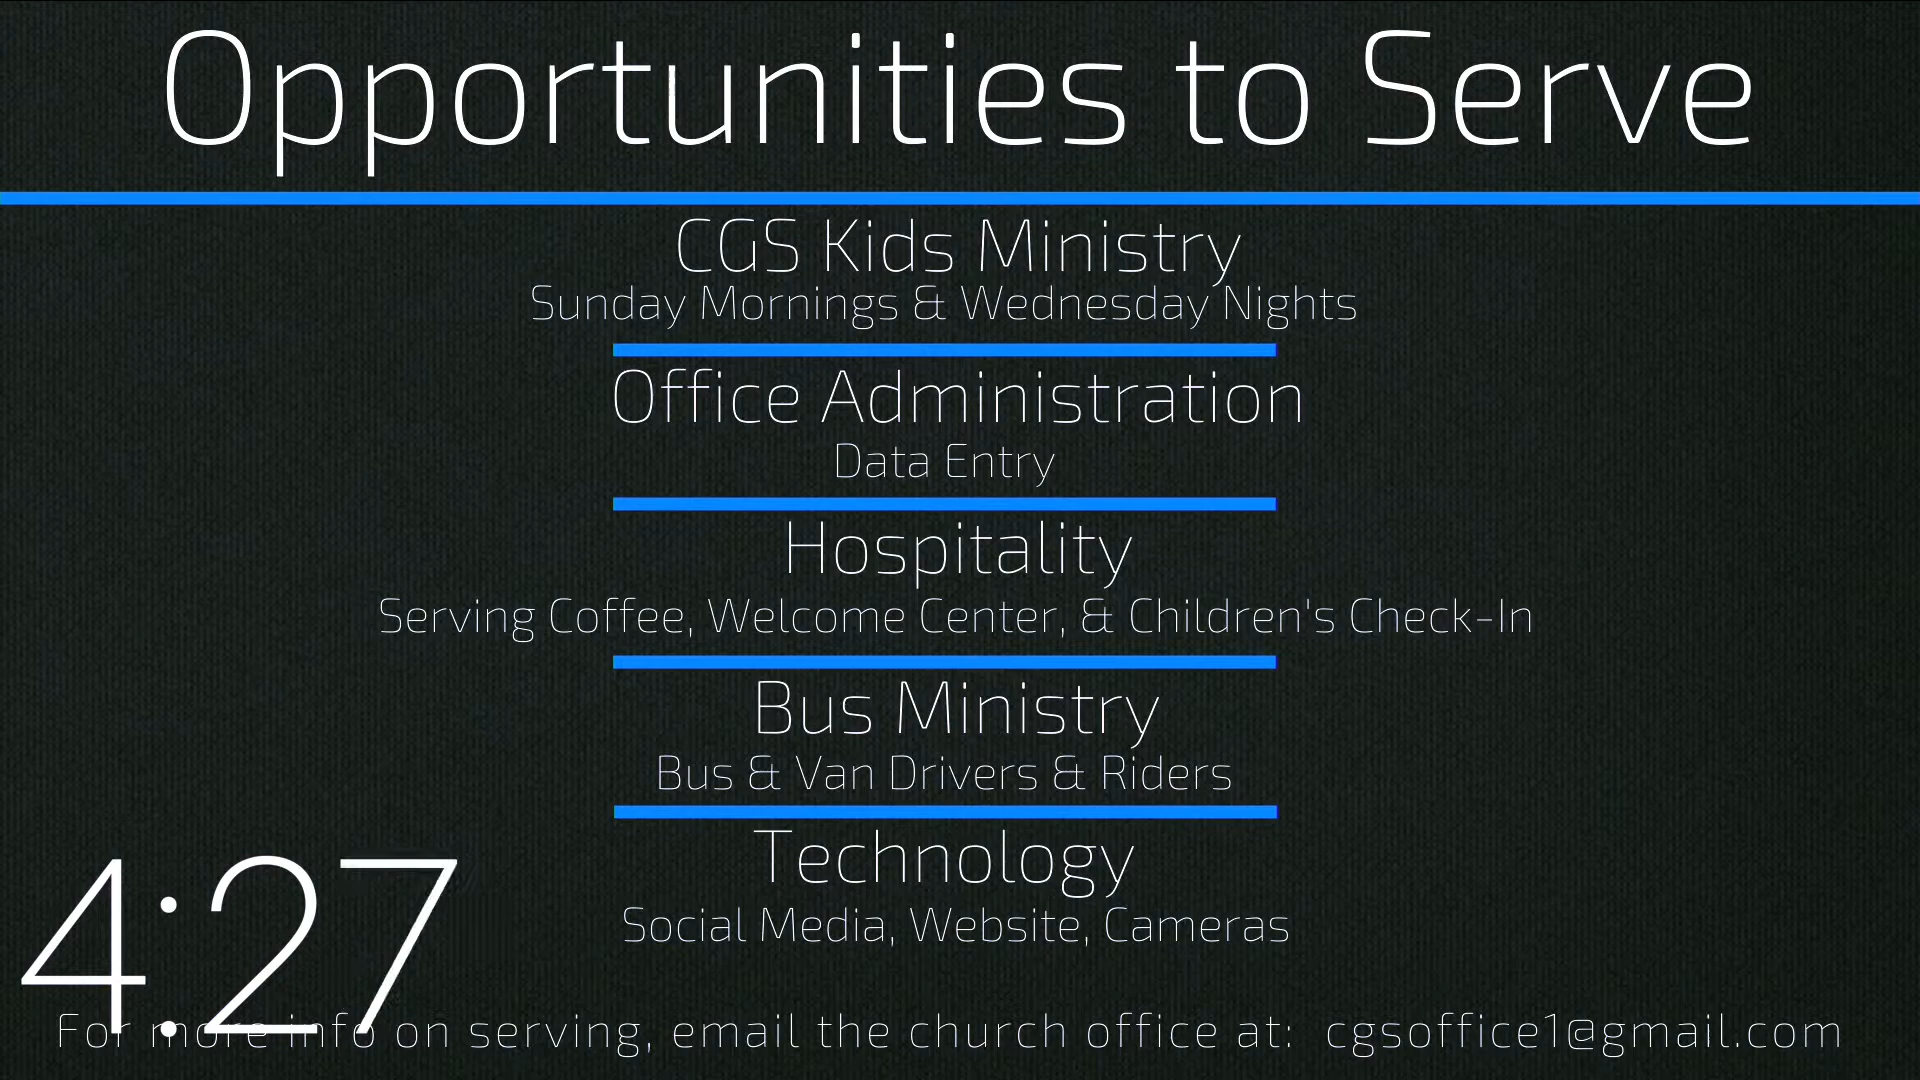 Opportunities to Serve
CGS Kids Ministry
Sunday Mornings & Wednesday Nights
Office Administration
Data Entry
Hospitality
Serving Coffee, Welcome Center, & Children's Check-In
Bus Ministry
Bus & Van Drivers & Riders
Technology
Social Media, Website, Cameras
4:27
For more info on serving, email the church office at: cgsoffice1@gmail.com